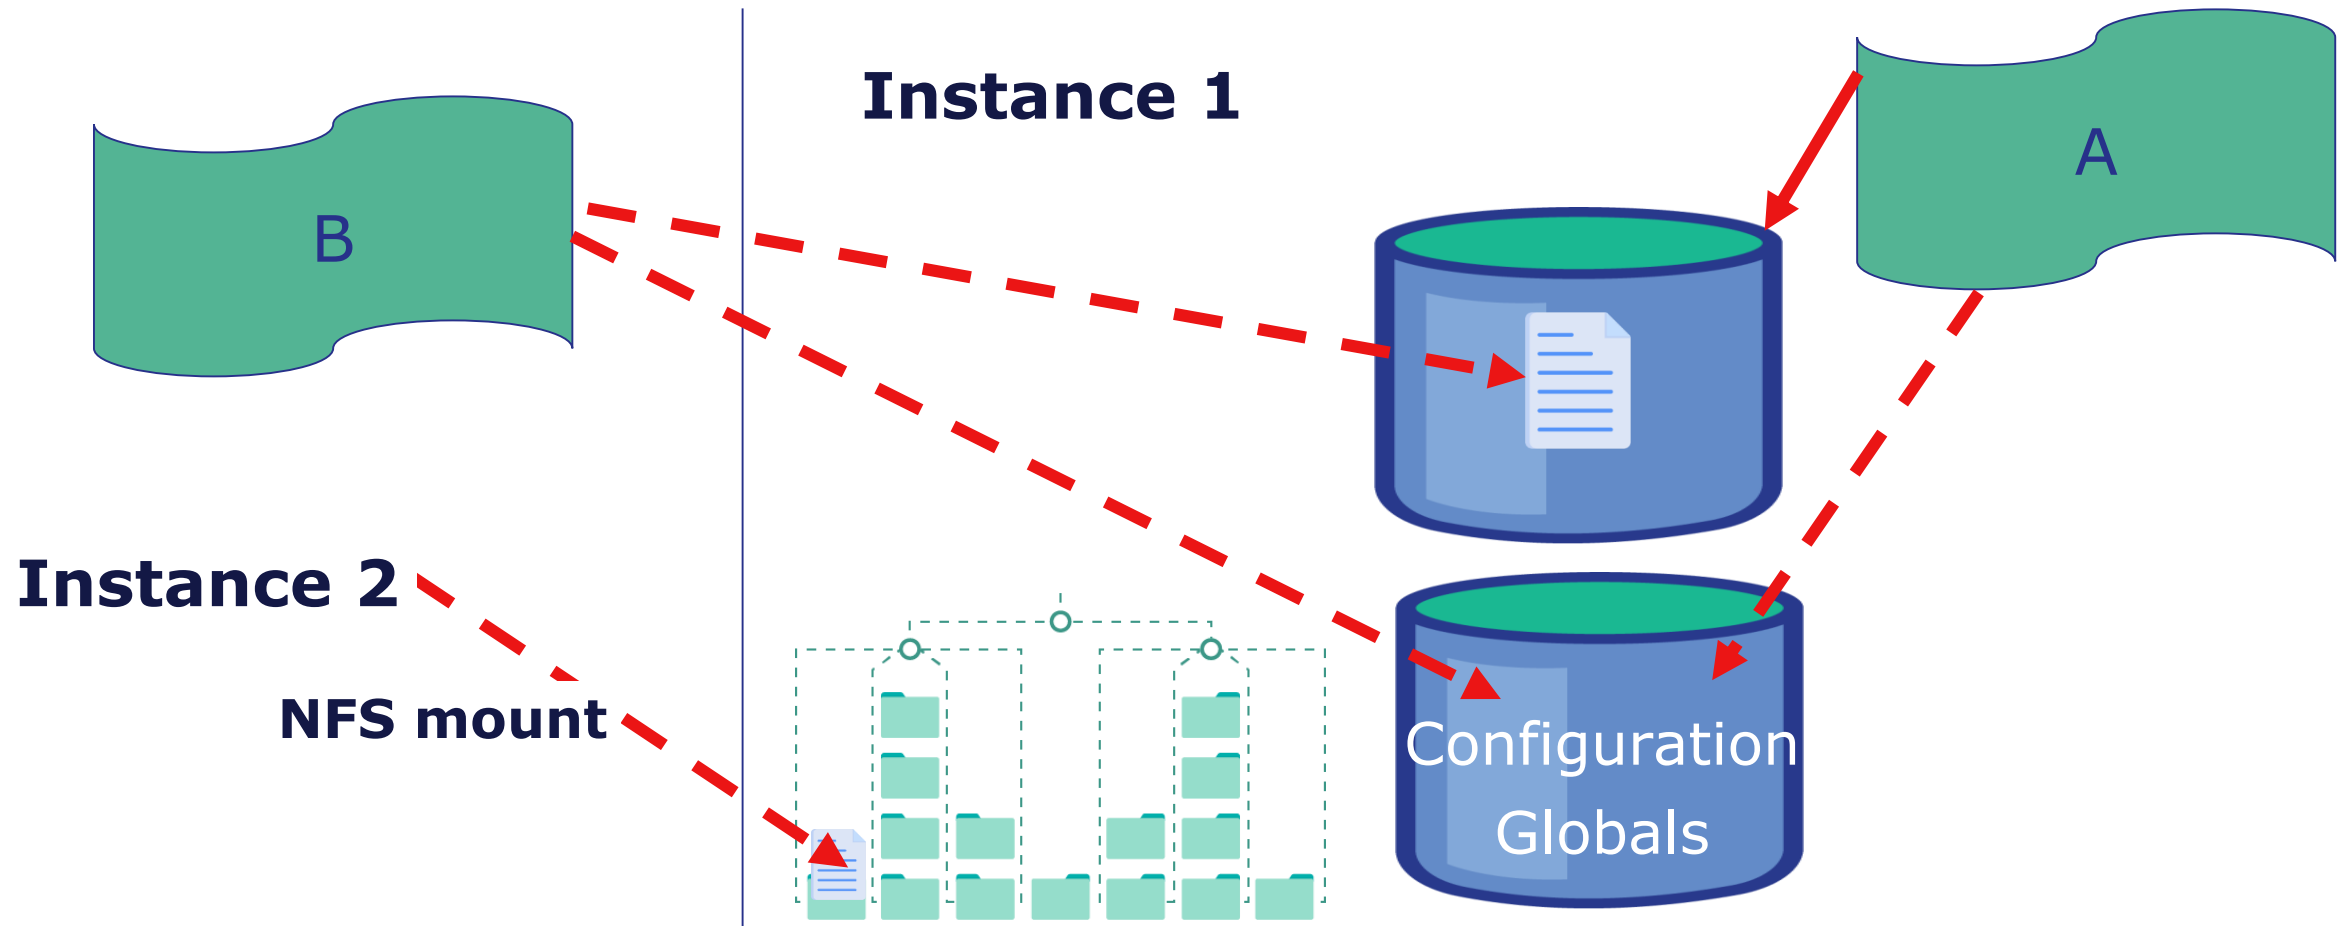 Instance 1
A
B
Instance 2
NFS mount
Configuration
Globals